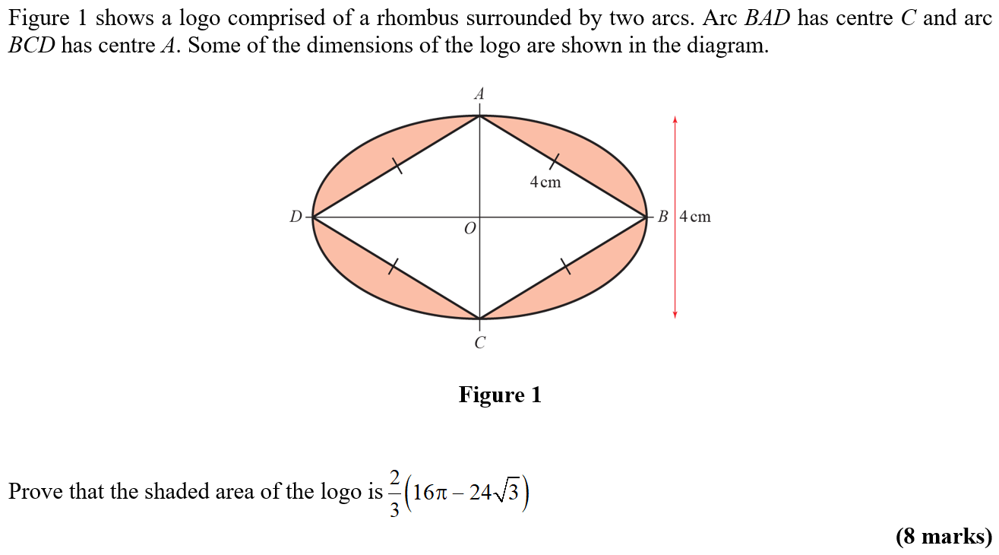 Figure 1 shows a logo comprised of a rhombus surrounded by two arcs. Arc BAD has centre C and arc
BCD has centre A. Some of the dimensions of the logo are shown in the diagram.
A
4 cm
D
O
B
4 cm
C
Figure 1
Prove that the shaded area of the logo is 2/3(16π – 24√3)
(8 marks)